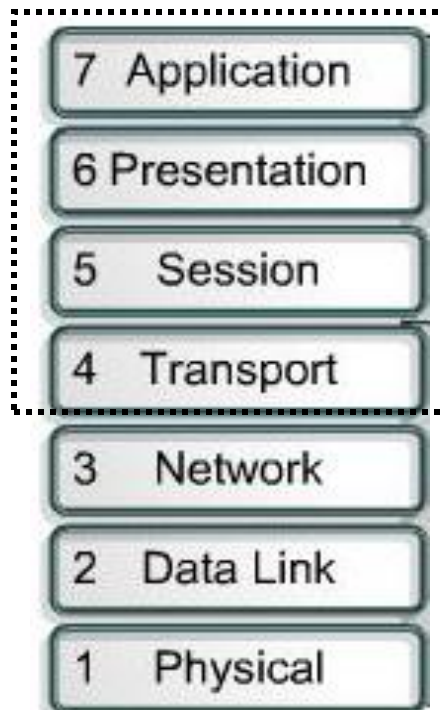 7 Application
6 Presentation
5 Session
4 Transport
3 Network
2 Data Link
1 Physical